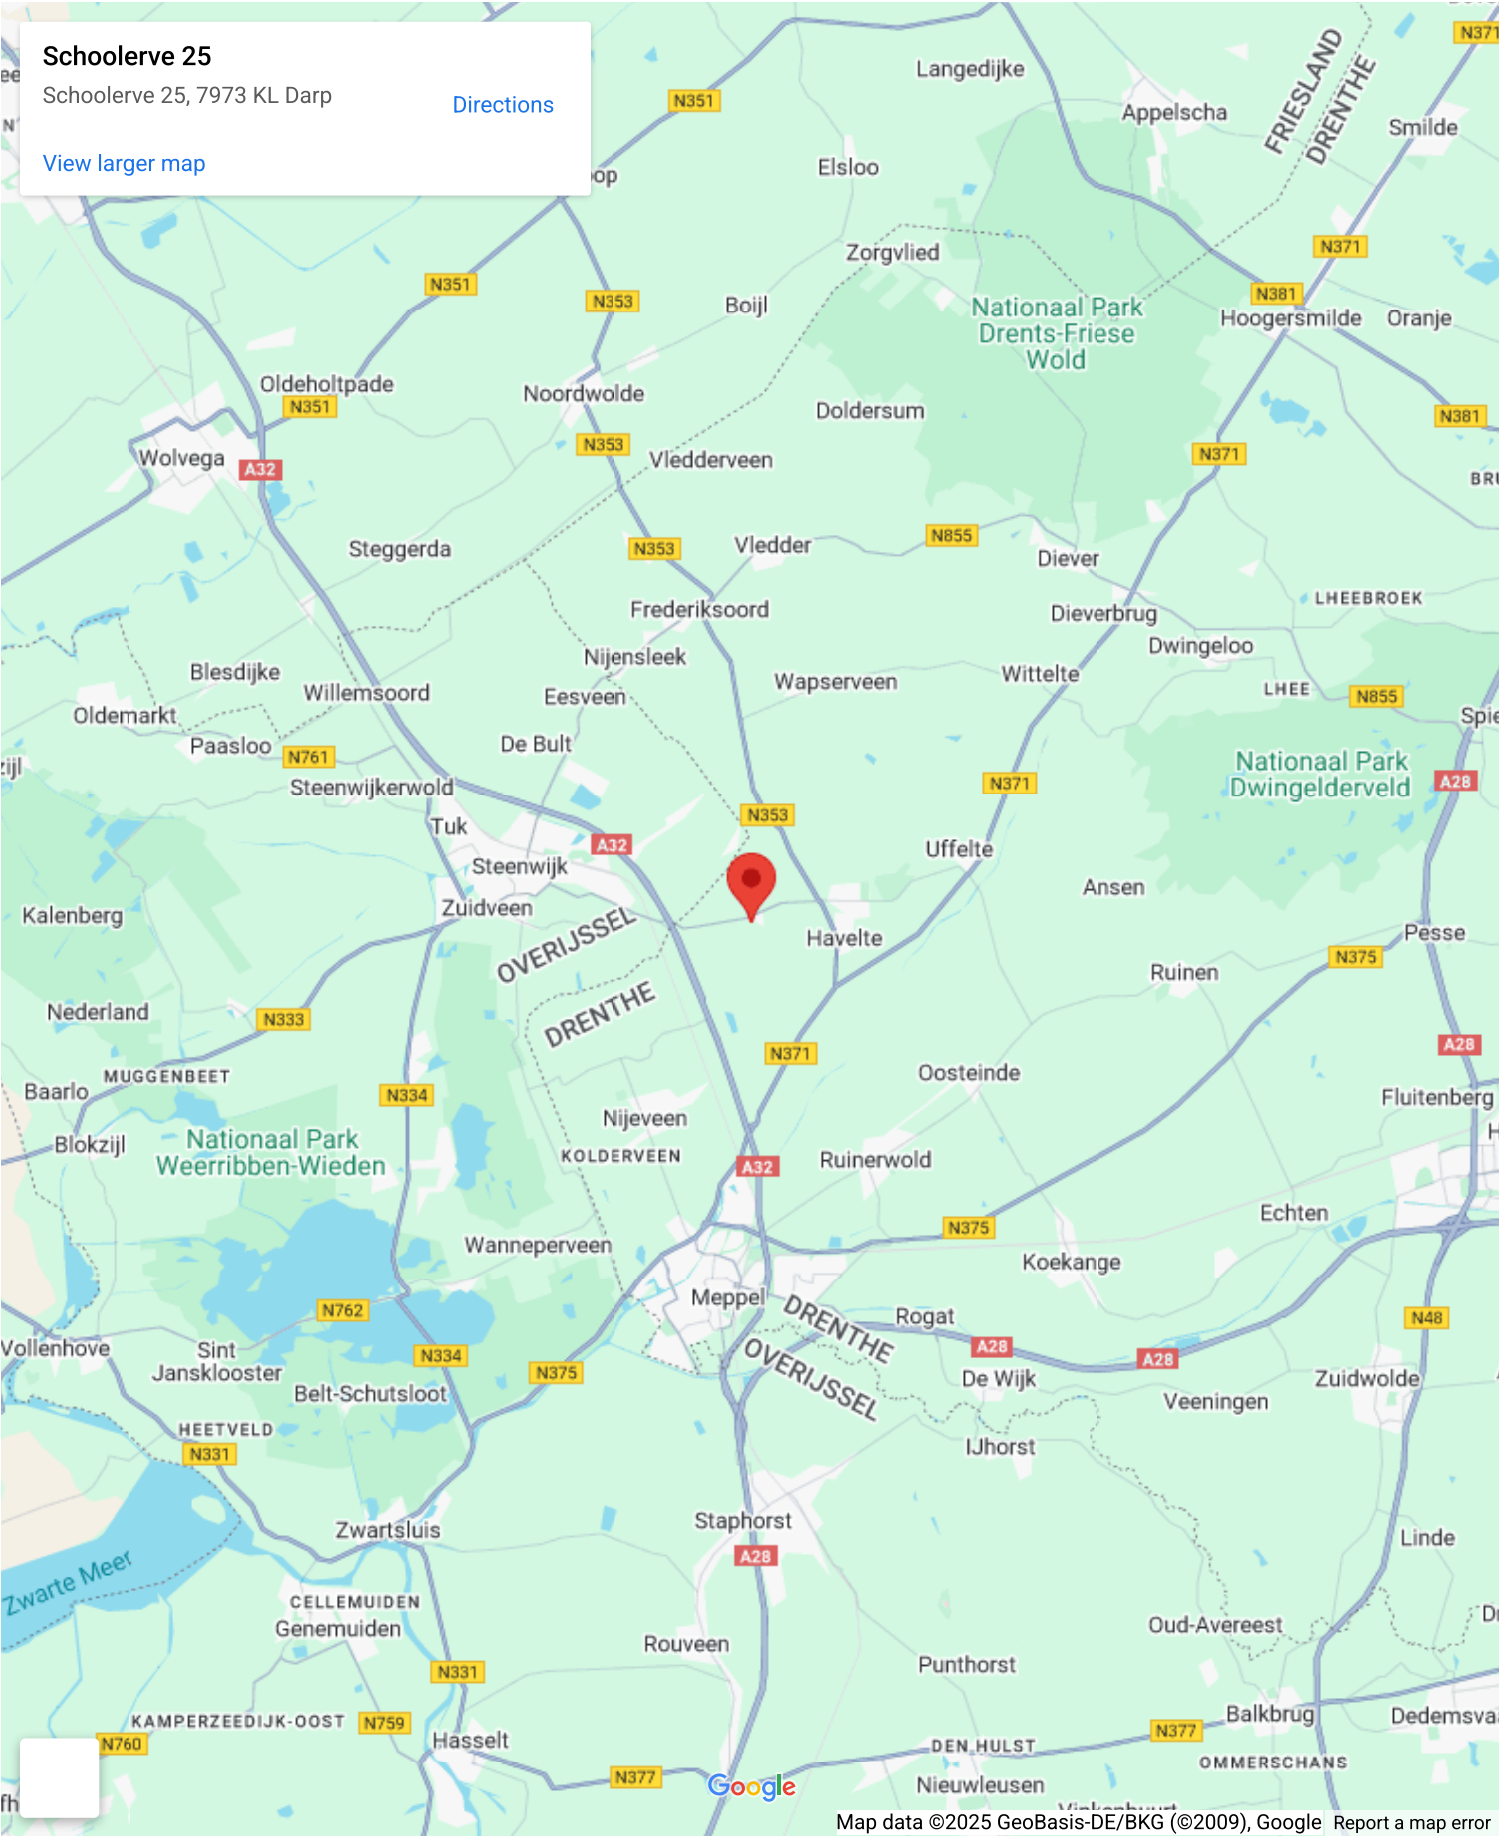 Schoolerve 25
Schoolerve 25, 7973 KL Darp
Directions
View larger map
N371
Langedijke
FRIESLAND
DRENTHE
N351
Appelscha
Smilde
Elsloo
N371
Zorgvlied
N351
N353
Boijl
Nationaal Park
Drents-Friese
Wold
N381
Hoogersmilde
Oranje
Oldeholtpade
N351
Noordwolde
Doldersum
N381
N353
Wolvega
A32
Vledderveen
N371
Steggerda
N353
Vledder
N855
Diever
LHEEBROEK
Frederiksoord
Dieverbrug
Dwingeloo
Nijensleek
Blesdijke
Willemsoord
Eesveen
Wapserveen
Wittelte
LHEE
N855
Oldemarkt
Paasloo
N761
De Bult
Nationaal Park
Dwingelderveld
A28
Steenwijkerwold
N371
N353
Tuk
A32
Steenwijk
Uffelte
Ansen
Kalenberg
Zuidveen
OVERIJSSEL
DRENTHE
Havelte
Pesse
N375
Ruinen
Nederland
N333
N371
A28
MUGGENBEET
Baarlo
N334
Oosteinde
Fluitenberg
Nijeveen
Blokzijl
Nationaal Park
Weerribben-Wieden
KOLDERVEEN
A32
Ruinerwold
N375
Echten
Wanneperveen
Koekange
N762
Meppel
DRENTHE
OVERIJSSEL
Rogat
N48
Vollenhove
Sint
Jansklooster
N334
N375
A28
A28
De Wijk
Zuidwolde
Belt-Schutsloot
Veeningen
HEETVELD
N331
IJhorst
Zwartsluis
Staphorst
A28
Linde
Zwarte Meer
CELLEMUIDEN
Genemuiden
Rouveen
Oud-Avereest
Punthorst
N331
KAMPERZEEDIJK-OOST
N759
N760
Hasselt
Balkbrug
N377
DEN HULST
OMMERSCHANS
N377
Google
Nieuwleusen
Map data ©2025 GeoBasis-DE/BKG (©2009), Google
Report a map error